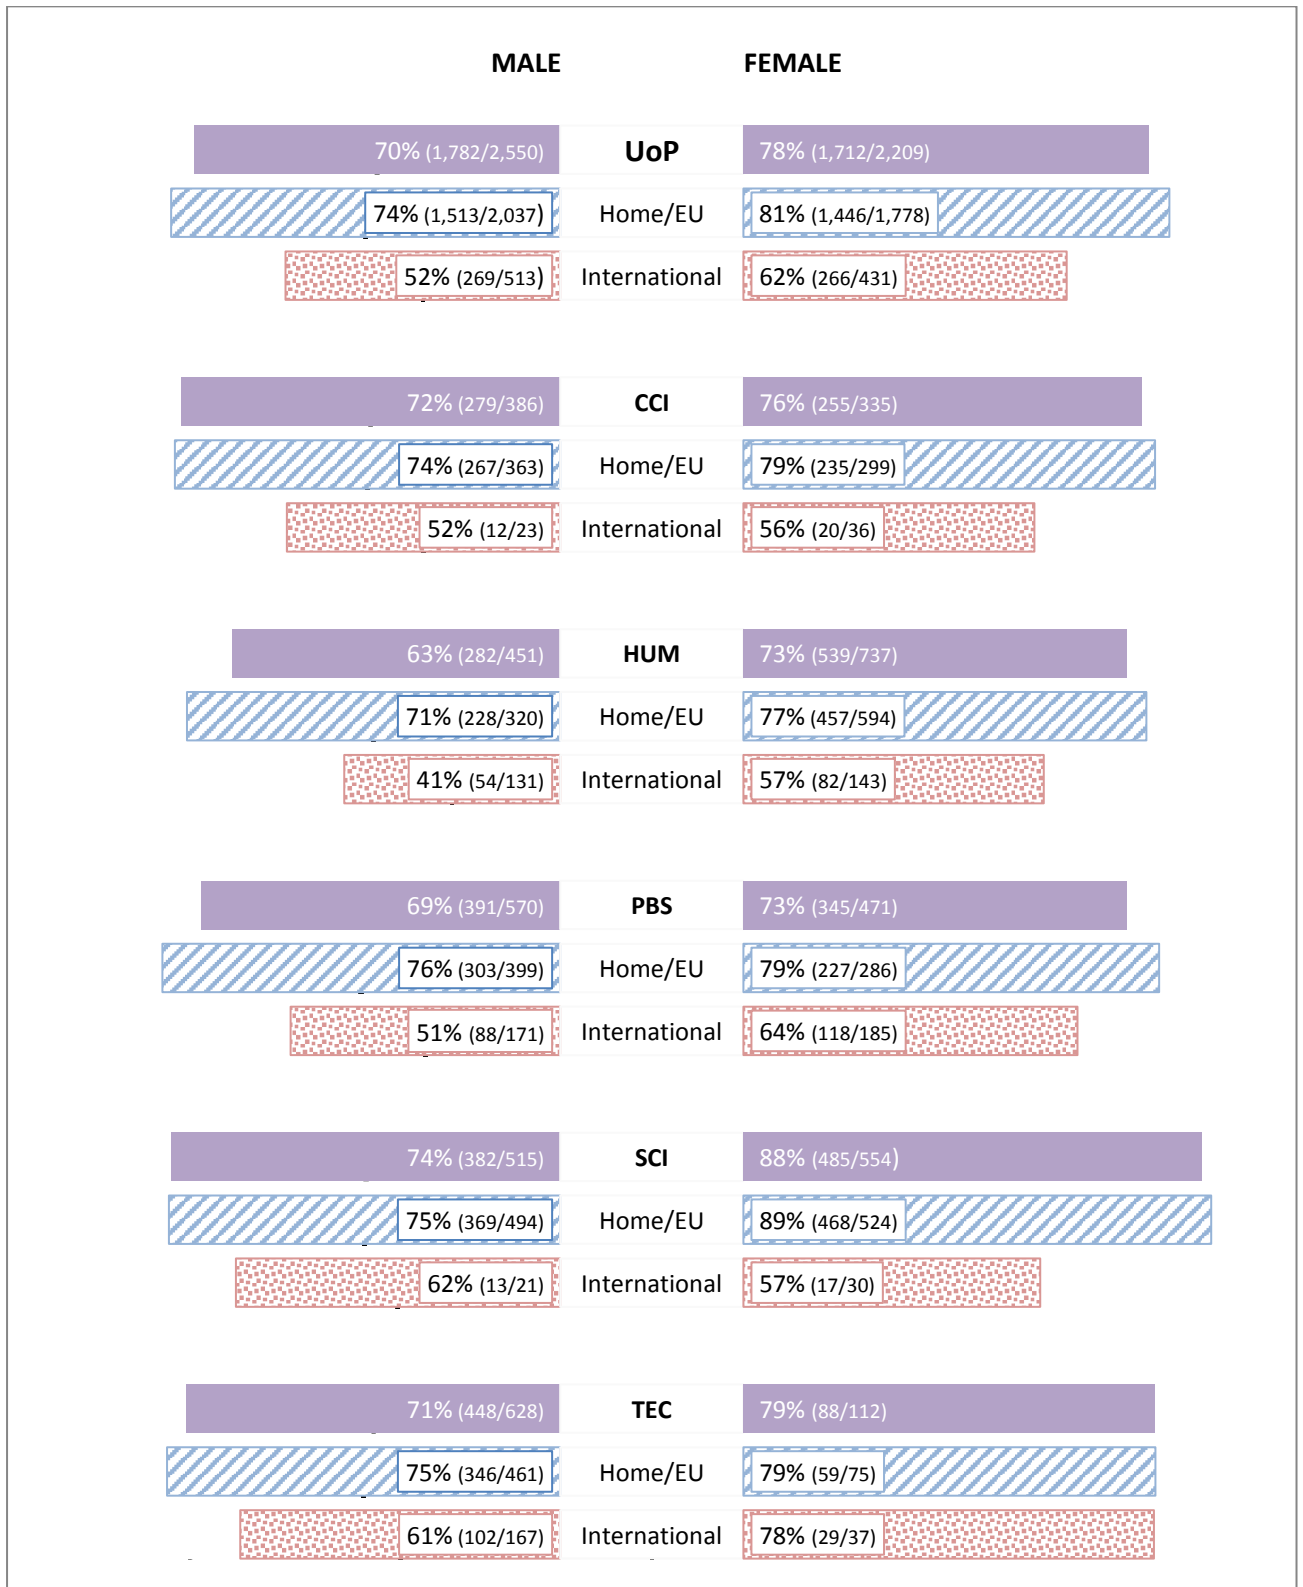 MALE FEMALE
70% (1,782/2,550) UoP 78% (1,712/2,209)
74% (1,513/2,037) Home/EU 81% (1,446/1,778)
52% (269/513) International 62% (266/431)
72% (279/386) CCI 76% (255/335)
74% (267/363) Home/EU 79% (235/299)
52% (12/23) International 56% (20/36)
63% (282/451) HUM 73% (539/737)
71% (228/320) Home/EU 77% (457/594)
41% (54/131) International 57% (82/143)
69% (391/570) PBS 73% (345/471)
76% (303/399) Home/EU 79% (227/286)
51% (88/171) International 64% (118/185)
74% (382/515) SCI 88% (485/554)
75% (369/494) Home/EU 89% (468/524)
62% (13/21) International 57% (17/30)
71% (448/628) TEC 79% (88/112)
75% (346/461) Home/EU 79% (59/75)
61% (102/167) International 78% (29/37)